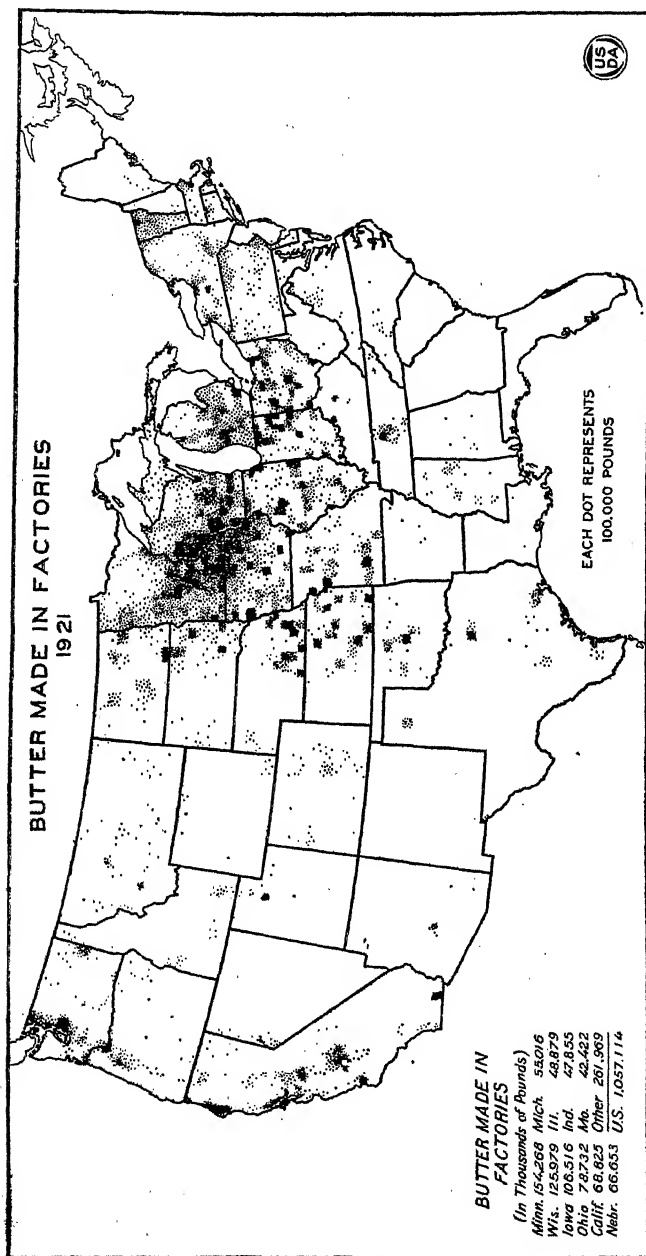 BUTTER MADE IN FACTORIES
1921
EACH DOT REPRESENTS
100,000 POUNDS
US
DA
BUTTER MADE IN
FACTORIES
(In Thousands of Pounds)
Minn. 154,268 Mich. 55,016
Wis. 125,979 Ill. 48,879
Iowa 106,516 Ind. 47,855
Ohio 78,732 Mo. 42,422
Calif. 68,825 Other 261,969
Nebr. 66,653 U.S. 1,057,114